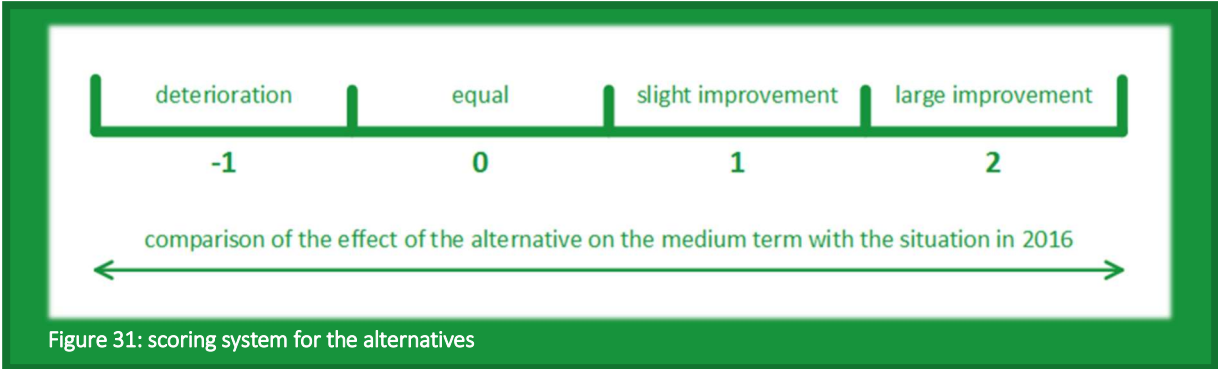 deterioration equal slight improvement large improvement
-1 0 1 2
comparison of the effect of the alternative on the medium term with the situation in 2016
Figure 31: scoring system for the alternatives